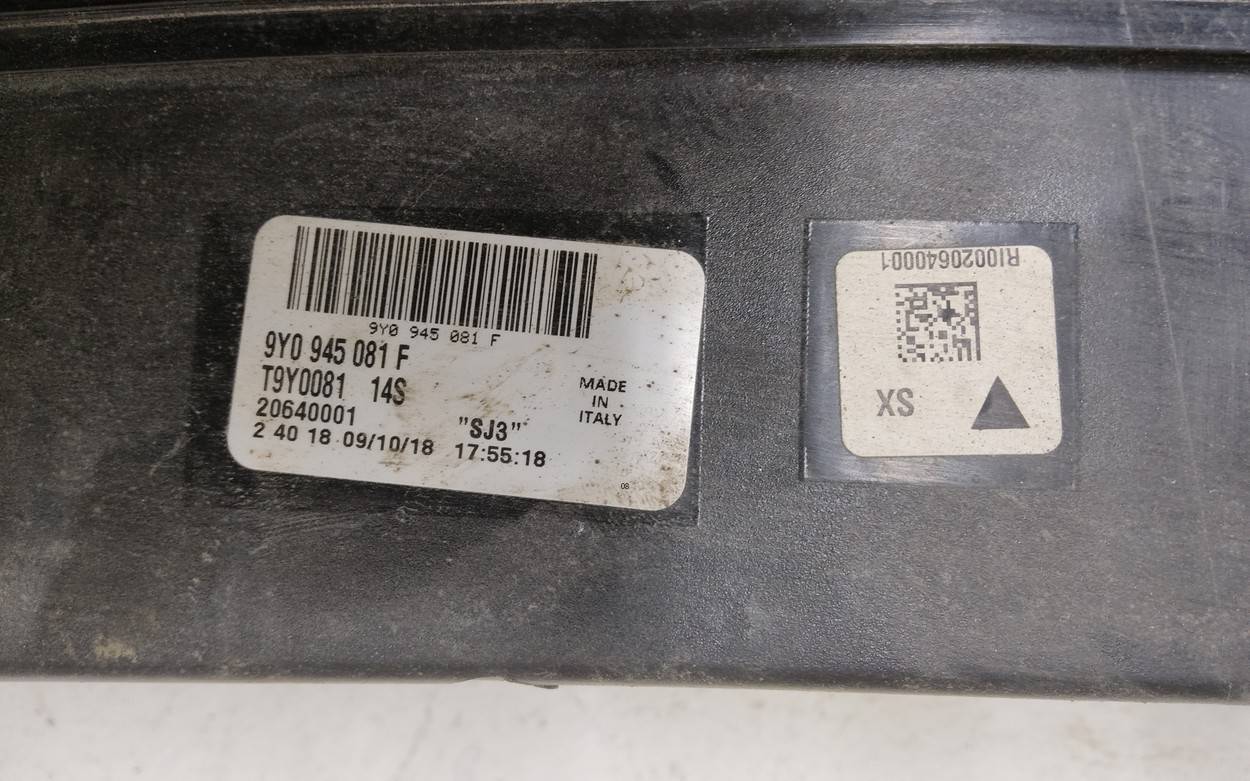 9Y0 945 081 F
9Y0 945 081 F
T9Y0081 14S
20640001 "SJ3"
2 40 18 09/10/18 17:55:18
MADE
IN
ITALY
08
RI0020640001
SX